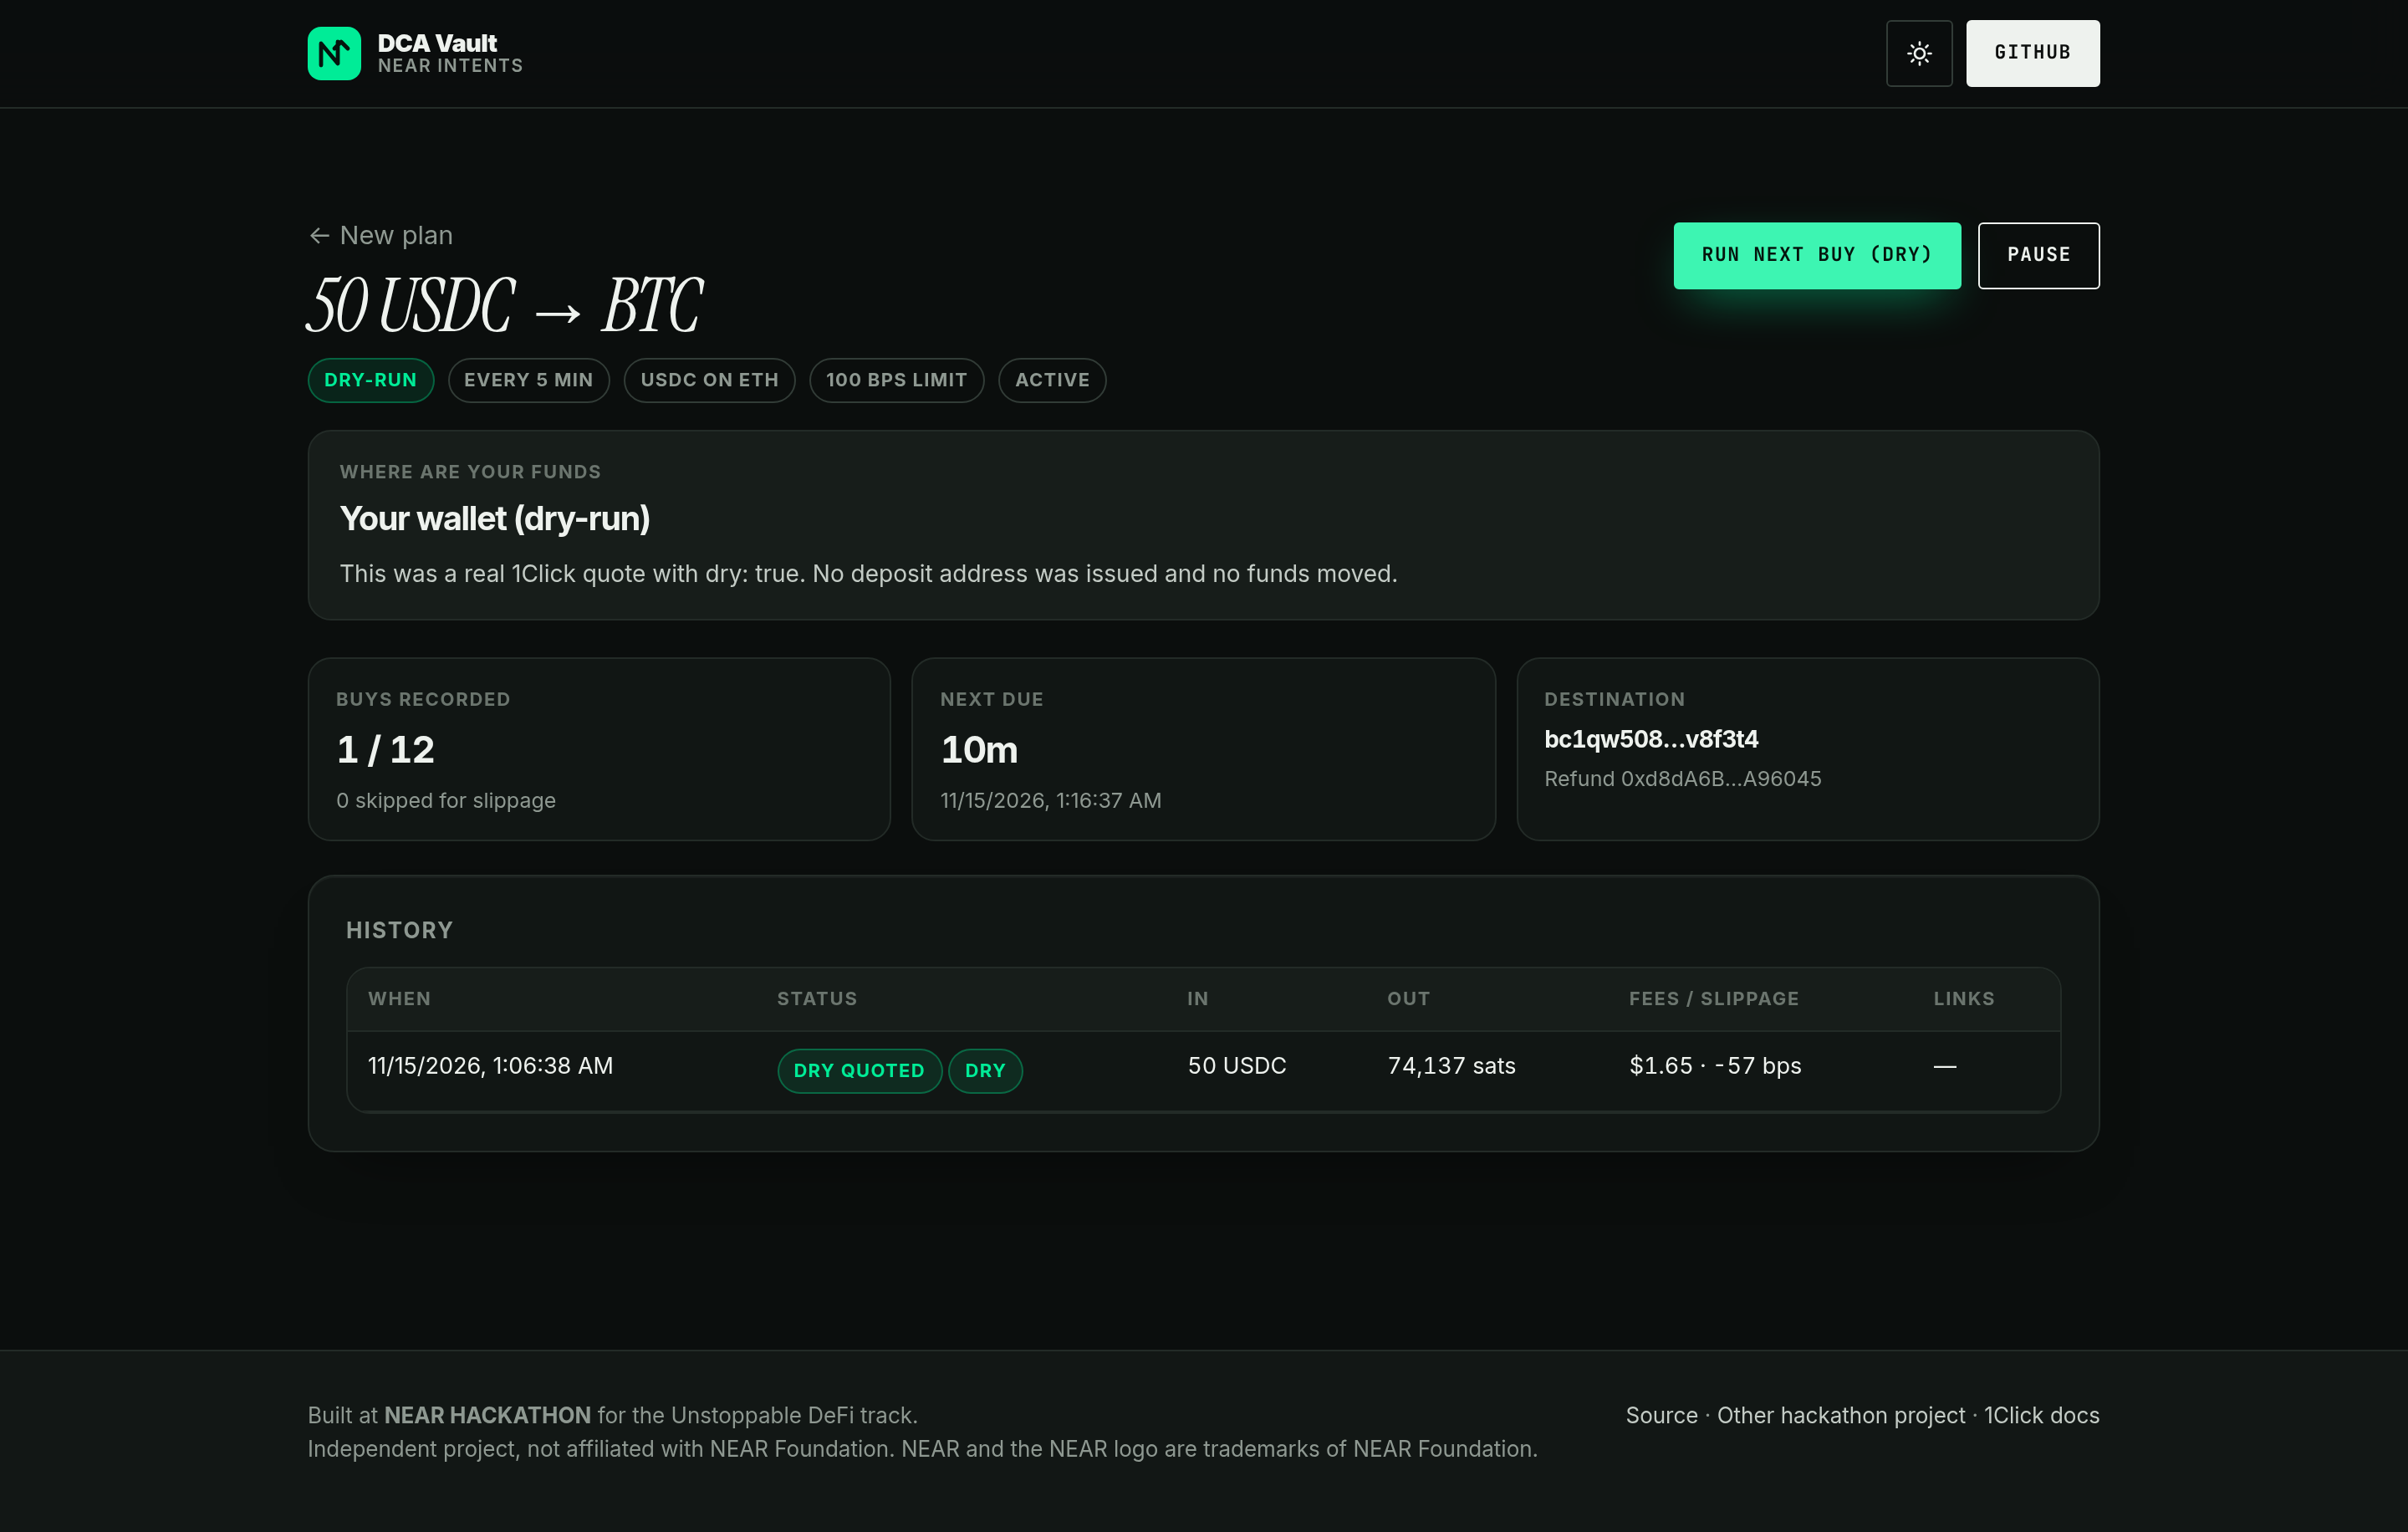 DCA Vault
NEAR INTENTS
GITHUB
← New plan
50 USDC → BTC
RUN NEXT BUY (DRY)
PAUSE
DRY-RUN
EVERY 5 MIN
USDC ON ETH
100 BPS LIMIT
ACTIVE
WHERE ARE YOUR FUNDS
Your wallet (dry-run)
This was a real 1Click quote with dry: true. No deposit address was issued and no funds moved.
BUYS RECORDED
1 / 12
0 skipped for slippage
NEXT DUE
10m
11/15/2026, 1:16:37 AM
DESTINATION
bc1qw508…v8f3t4
Refund 0xd8dA6B…A96045
HISTORY
WHEN STATUS IN OUT FEES / SLIPPAGE LINKS
11/15/2026, 1:06:38 AM DRY QUOTED DRY 50 USDC 74,137 sats $1.65 · -57 bps —
Built at NEAR HACKATHON for the Unstoppable DeFi track.
Independent project, not affiliated with NEAR Foundation. NEAR and the NEAR logo are trademarks of NEAR Foundation.
Source · Other hackathon project · 1Click docs